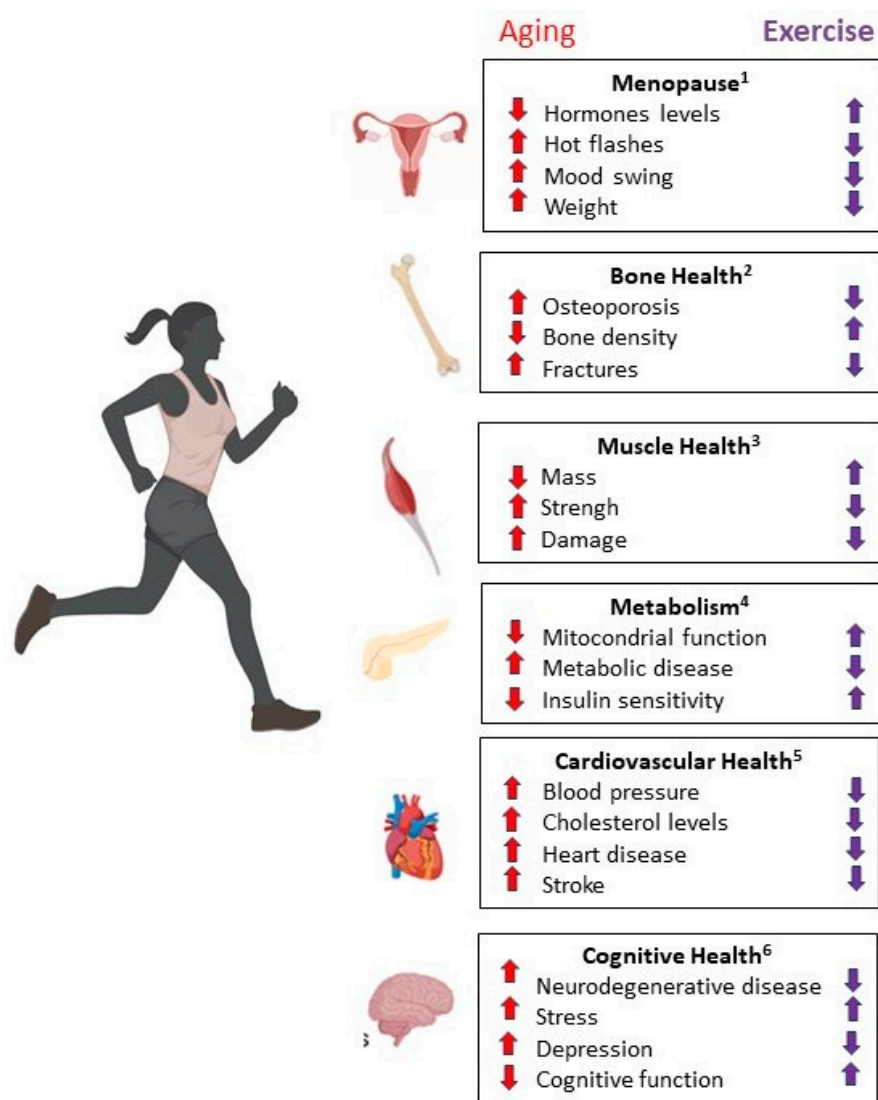 Aging Exercise
Menopause¹
Hormones levels
Hot flashes
Mood swing
Weight
Bone Health²
Osteoporosis
Bone density
Fractures
Muscle Health³
Mass
Strengh
Damage
Metabolism⁴
Mitocondrial function
Metabolic disease
Insulin sensitivity
Cardiovascular Health⁵
Blood pressure
Cholesterol levels
Heart disease
Stroke
Cognitive Health⁶
Neurodegenerative disease
s Stress
Depression
Cognitive function